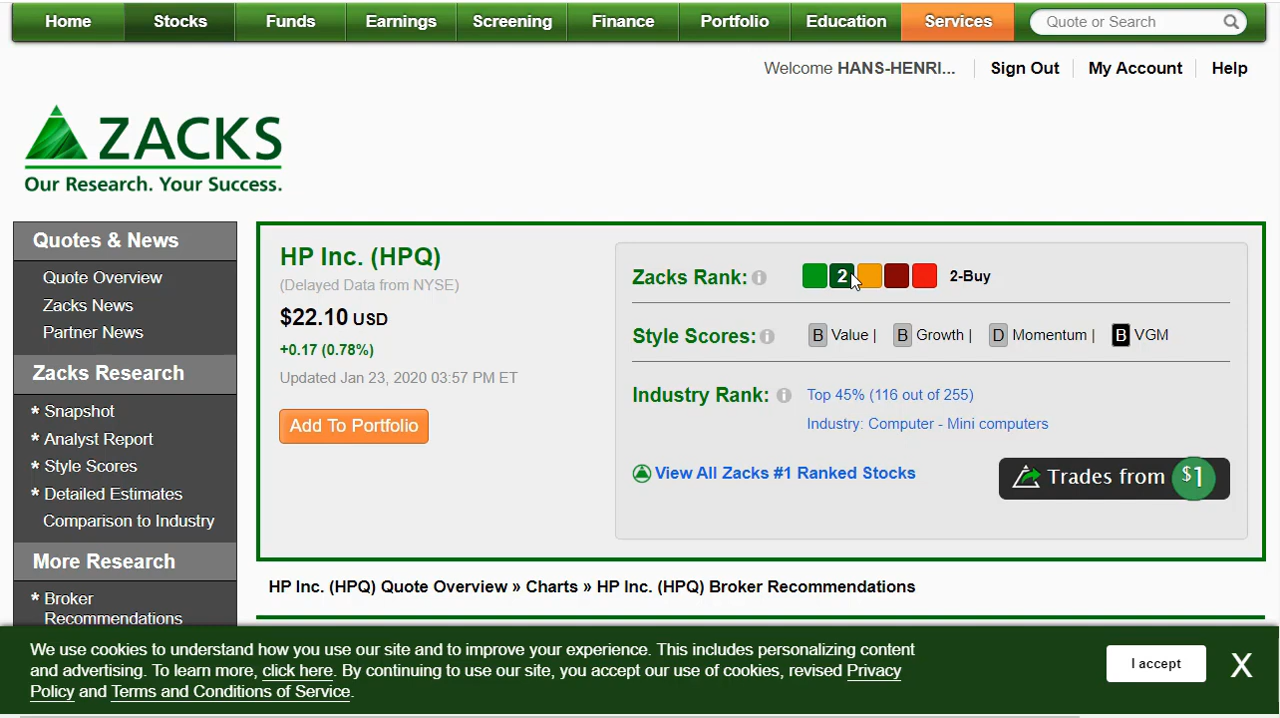 Home Stocks Funds Earnings Screening Finance Portfolio Education Services Quote or Search
Welcome HANS-HENRI... Sign Out My Account Help
ZACKS
Our Research. Your Success.
Quotes & News
Quote Overview
Zacks News
Partner News
Zacks Research
* Snapshot
* Analyst Report
* Style Scores
* Detailed Estimates
Comparison to Industry
More Research
* Broker
Recommendations
HP Inc. (HPQ)
(Delayed Data from NYSE)
$22.10 USD
+0.17 (0.78%)
Updated Jan 23, 2020 03:57 PM ET
Add To Portfolio
Zacks Rank: i 2 2-Buy
Style Scores: i B Value | B Growth | D Momentum | B VGM
Industry Rank: i Top 45% (116 out of 255)
Industry: Computer - Mini computers
View All Zacks #1 Ranked Stocks
Trades from $1
HP Inc. (HPQ) Quote Overview » Charts » HP Inc. (HPQ) Broker Recommendations
We use cookies to understand how you use our site and to improve your experience. This includes personalizing content
and advertising. To learn more, click here. By continuing to use our site, you accept our use of cookies, revised Privacy
Policy and Terms and Conditions of Service.
I accept X